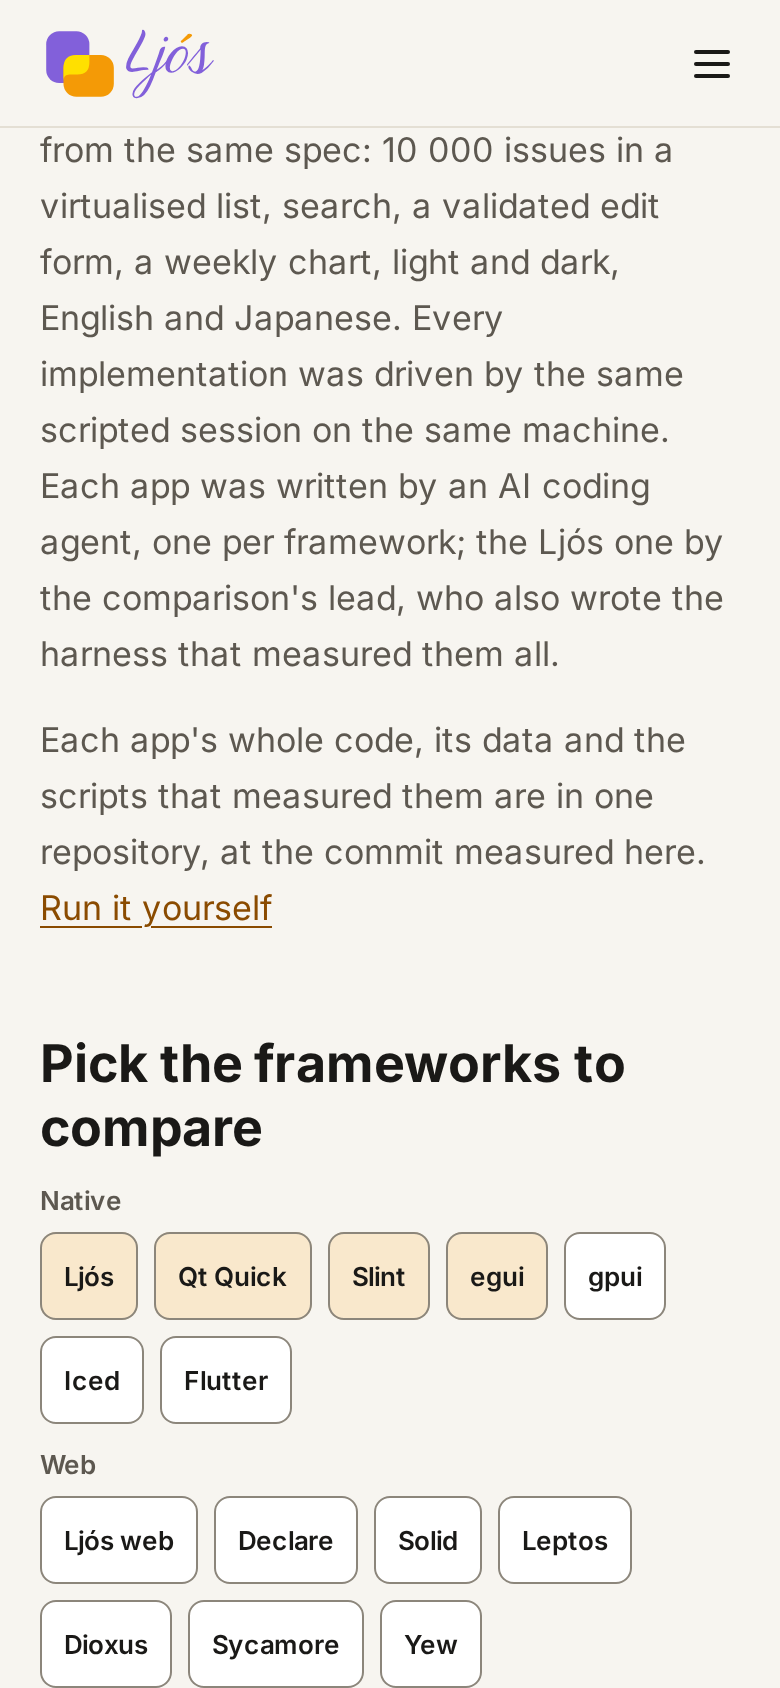 Ljós
from the same spec: 10 000 issues in a
virtualised list, search, a validated edit
form, a weekly chart, light and dark,
English and Japanese. Every
implementation was driven by the same
scripted session on the same machine.
Each app was written by an AI coding
agent, one per framework; the Ljós one by
the comparison's lead, who also wrote the
harness that measured them all.
Each app's whole code, its data and the
scripts that measured them are in one
repository, at the commit measured here.
Run it yourself
Pick the frameworks to
compare
Native
Ljós Qt Quick Slint egui gpui
Iced Flutter
Web
Ljós web Declare Solid Leptos
Dioxus Sycamore Yew